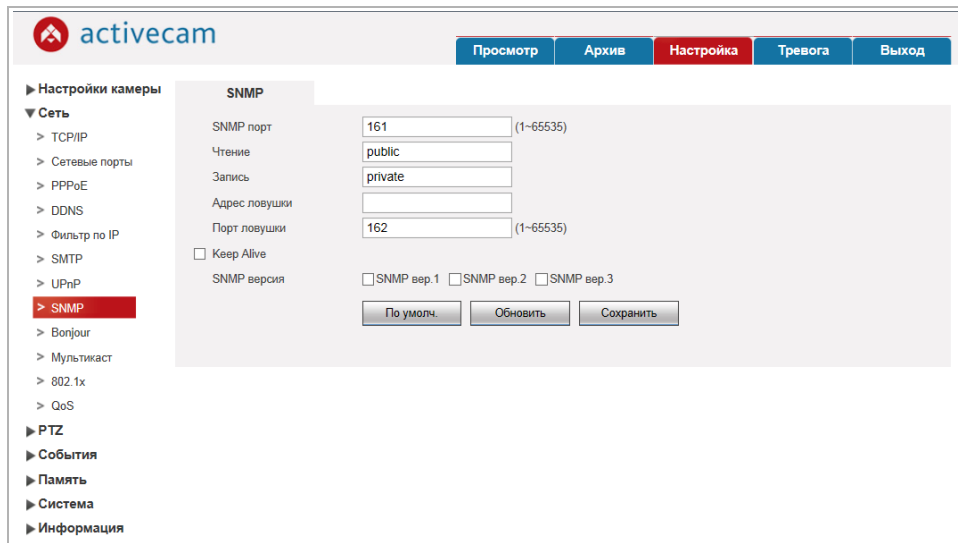 activecam
Просмотр Архив Настройка Тревога Выход
Настройки камеры
Сеть
> TCP/IP
> Сетевые порты
> PPPoE
> DDNS
> Фильтр по IP
> SMTP
> UPnP
> SNMP
> Bonjour
> Мультикаст
> 802.1x
> QoS
PTZ
События
Память
Система
Информация
SNMP
SNMP порт 161 (1~65535)
Чтение public
Запись private
Адрес ловушки
Порт ловушки 162 (1~65535)
Keep Alive
SNMP версия SNMP вер.1 SNMP вер.2 SNMP вер.3
По умолч. Обновить Сохранить